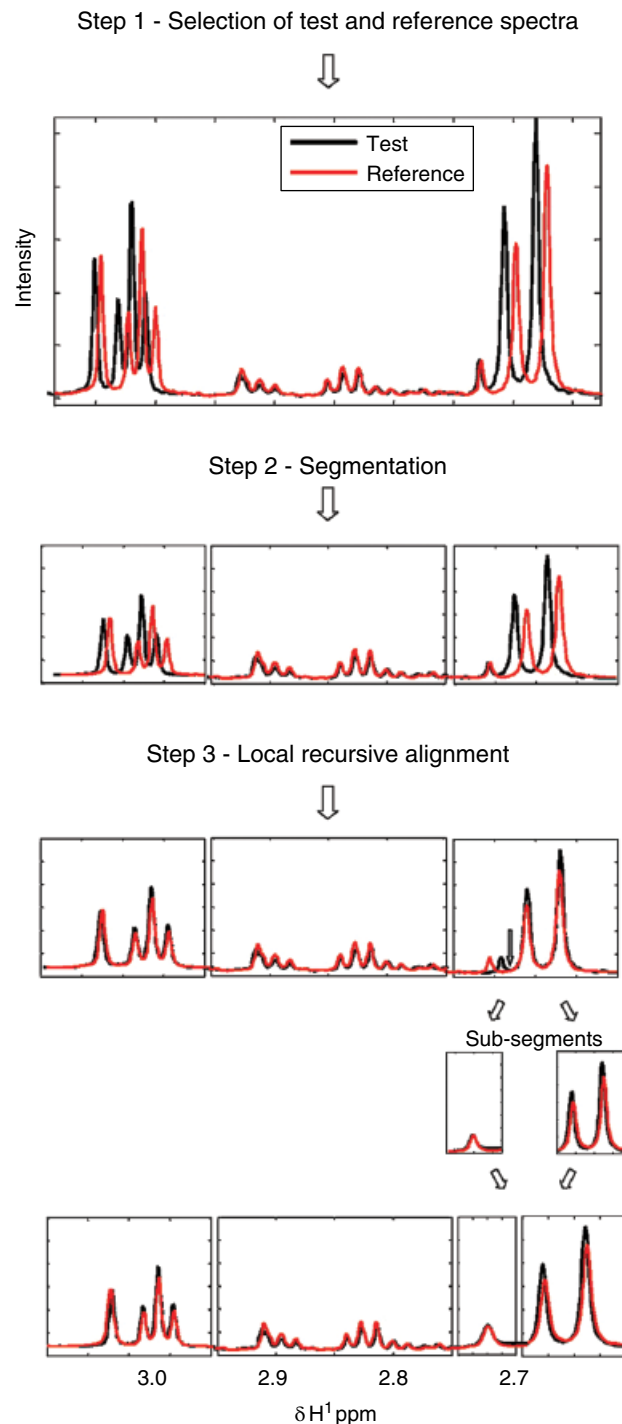 Step 1 - Selection of test and reference spectra
Test
Reference
Intensity
Step 2 - Segmentation
Step 3 - Local recursive alignment
Sub-segments
3.0 2.9 2.8 2.7
δ H¹ ppm